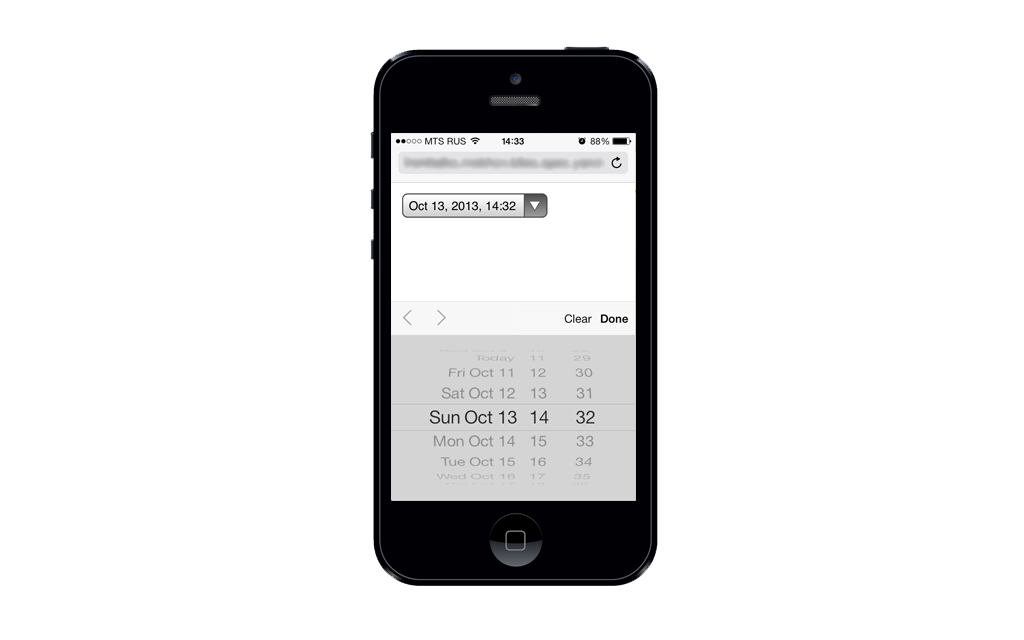 MTS RUS 14:33 88%
Oct 13, 2013, 14:32
Clear Done
Today 11 29
Fri Oct 11 12 30
Sat Oct 12 13 31
Sun Oct 13 14 32
Mon Oct 14 15 33
Tue Oct 15 16 34
Wed Oct 16 17 35